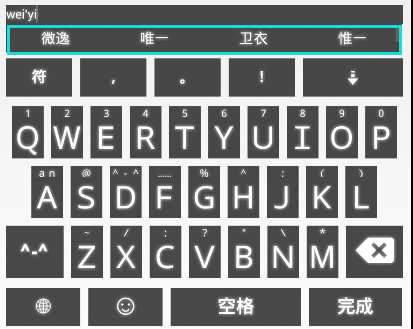 wei'yi
微逸 唯一 卫衣 惟一
符 , 。 !
1 2 3 4 5 6 7 8 9 0
Q W E R T Y U I O P
an @ ^-^ …… % ^ ; ( )
A S D F G H J K L
~ / : ? " \ *
^-^ Z X C V B N M
空格 完成